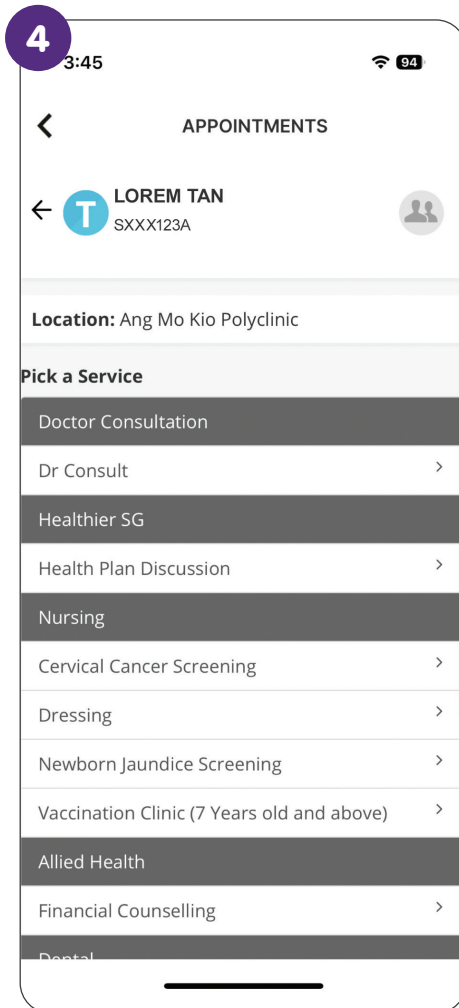 4
3:45
94
APPOINTMENTS
T
LOREM TAN
SXXX123A
Location: Ang Mo Kio Polyclinic
Pick a Service
Doctor Consultation
Dr Consult
Healthier SG
Health Plan Discussion
Nursing
Cervical Cancer Screening
Dressing
Newborn Jaundice Screening
Vaccination Clinic (7 Years old and above)
Allied Health
Financial Counselling
Dental